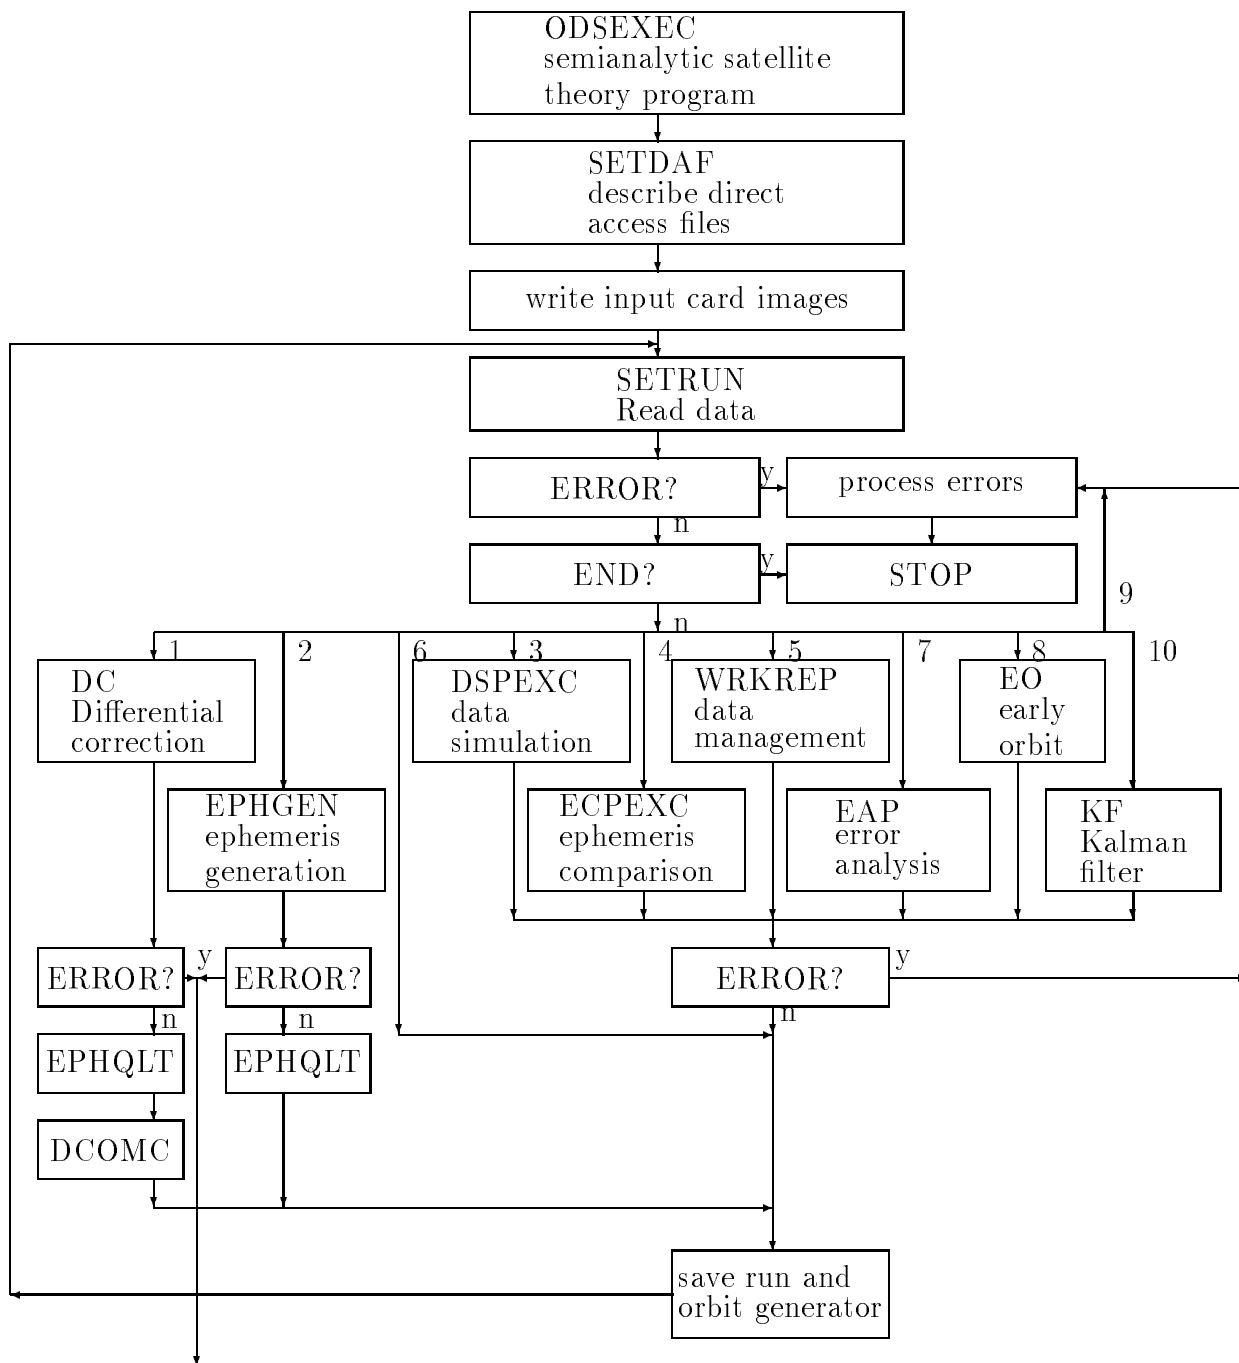 ODSEXEC
semianalytic satellite
theory program
SETDAF
describe direct
access files
write input card images
SETRUN
Read data
ERROR?
y
process errors
n
END?
y
STOP
9
n
1
2
6
3
4
5
7
8
10
DC
Differential
correction
DSPEXC
data
simulation
WRKREP
data
management
EO
early
orbit
EPHGEN
ephemeris
generation
ECPEXC
ephemeris
comparison
EAP
error
analysis
KF
Kalman
filter
ERROR?
y
ERROR?
ERROR?
y
n
n
n
EPHQLT
EPHQLT
DCOMC
save run and
orbit generator